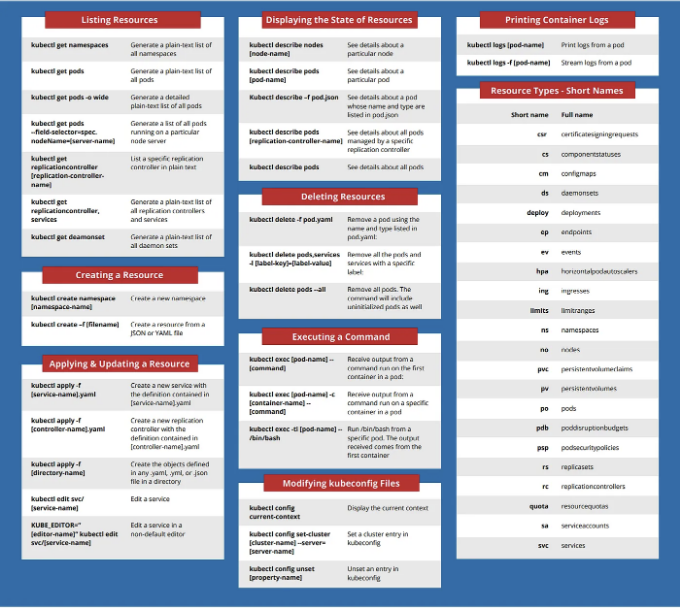 Listing Resources
kubectl get namespaces
Generate a plain-text list of
all namespaces
kubectl get pods
Generate a plain-text list of
all pods
kubectl get pods -o wide
Generate a detailed
plain-text list of all pods
kubectl get pods
--field-selector=spec.
nodeName=[server-name]
Generate a list of all pods
running on a particular
node server
kubectl get
replicationcontroller
[replication-controller-
name]
List a specific replication
controller in plain text
kubectl get
replicationcontroller,
services
Generate a plain-text list of
all replication controllers
and services
kubectl get deamonset
Generate a plain-text list of
all daemon sets
Creating a Resource
kubectl create namespace
[namespace-name]
Create a new namespace
kubectl create –f [filename]
Create a resource from a
JSON or YAML file
Applying & Updating a Resource
kubectl apply -f
[service-name].yaml
Create a new service with
the definition contained in
[service-name].yaml
kubectl apply -f
[controller-name].yaml
Create a new replication
controller with the
definition contained in
[controller-name].yaml
kubectl apply -f
[directory-name]
Create the objects defined
in any .yaml, .yml, or .json
file in a directory
kubectl edit svc/
[service-name]
Edit a service
KUBE_EDITOR="
[editor-name]" kubectl edit
svc/[service-name]
Edit a service in a
non-default editor
Displaying the State of Resources
kubectl describe nodes
[node-name]
See details about a
particular node
kubectl describe pods
[pod-name]
See details about a
particular pod
Kubectl describe –f pod.json
See details about a pod
whose name and type are
listed in pod.json
kubectl describe pods
[replication-controller-name]
See details about all pods
managed by a specific
replication controller
kubectl describe pods
See details about all pods
Deleting Resources
kubectl delete -f pod.yaml
Remove a pod using the
name and type listed in
pod.yaml:
kubectl delete pods,services
-l [label-key]=[label-value]
Remove all the pods and
services with a specific
label:
kubectl delete pods --all
Remove all pods. The
command will include
uninitialized pods as well
Executing a Command
kubectl exec [pod-name] --
[command]
Receive output from a
command run on the first
container in a pod:
kubectl exec [pod-name] -c
[container-name] --
[command]
Receive output from a
command run on a specific
container in a pod
kubectl exec -ti [pod-name] --
/bin/bash
Run /bin/bash from a
specific pod. The output
received comes from the
first container
Modifying kubeconfig Files
kubectl config
current-context
Display the current context
kubectl config set-cluster
[cluster-name] --server=
[server-name]
Set a cluster entry in
kubeconfig
kubectl config unset
[property-name]
Unset an entry in
kubeconfig
Printing Container Logs
kubectl logs [pod-name]
Print logs from a pod
kubectl logs -f [pod-name]
Stream logs from a pod
Resource Types - Short Names
Short name Full name
csr certificatesigningrequests
cs componentstatuses
cm configmaps
ds daemonsets
deploy deployments
ep endpoints
ev events
hpa horizontalpodautoscalers
ing ingresses
limits limitranges
ns namespaces
no nodes
pvc persistentvolumeclaims
pv persistentvolumes
po pods
pdb poddisruptionbudgets
psp podsecuritypolicies
rs replicasets
rc replicationcontrollers
quota resourcequotas
sa serviceaccounts
svc services